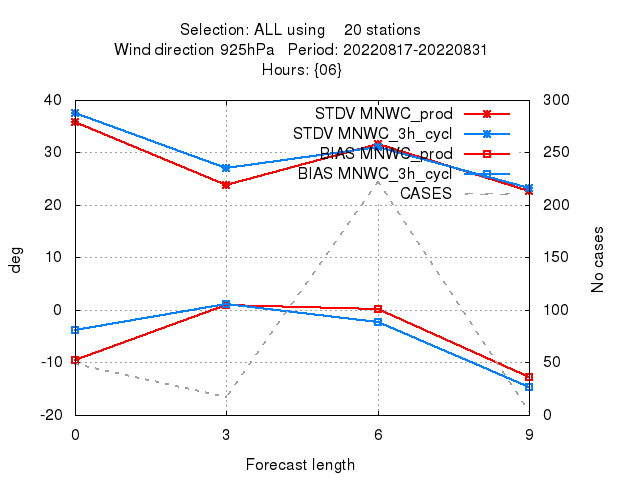 Selection: ALL using    20 stations
Wind direction 925hPa   Period: 20220817-20220831
Hours: {06}
STDV MNWC_prod
STDV MNWC_3h_cycl
BIAS MNWC_prod
BIAS MNWC_3h_cycl
CASES
40
30
20
10
0
-10
-20
deg
300
250
200
150
100
50
0
No cases
0 3 6 9
Forecast length